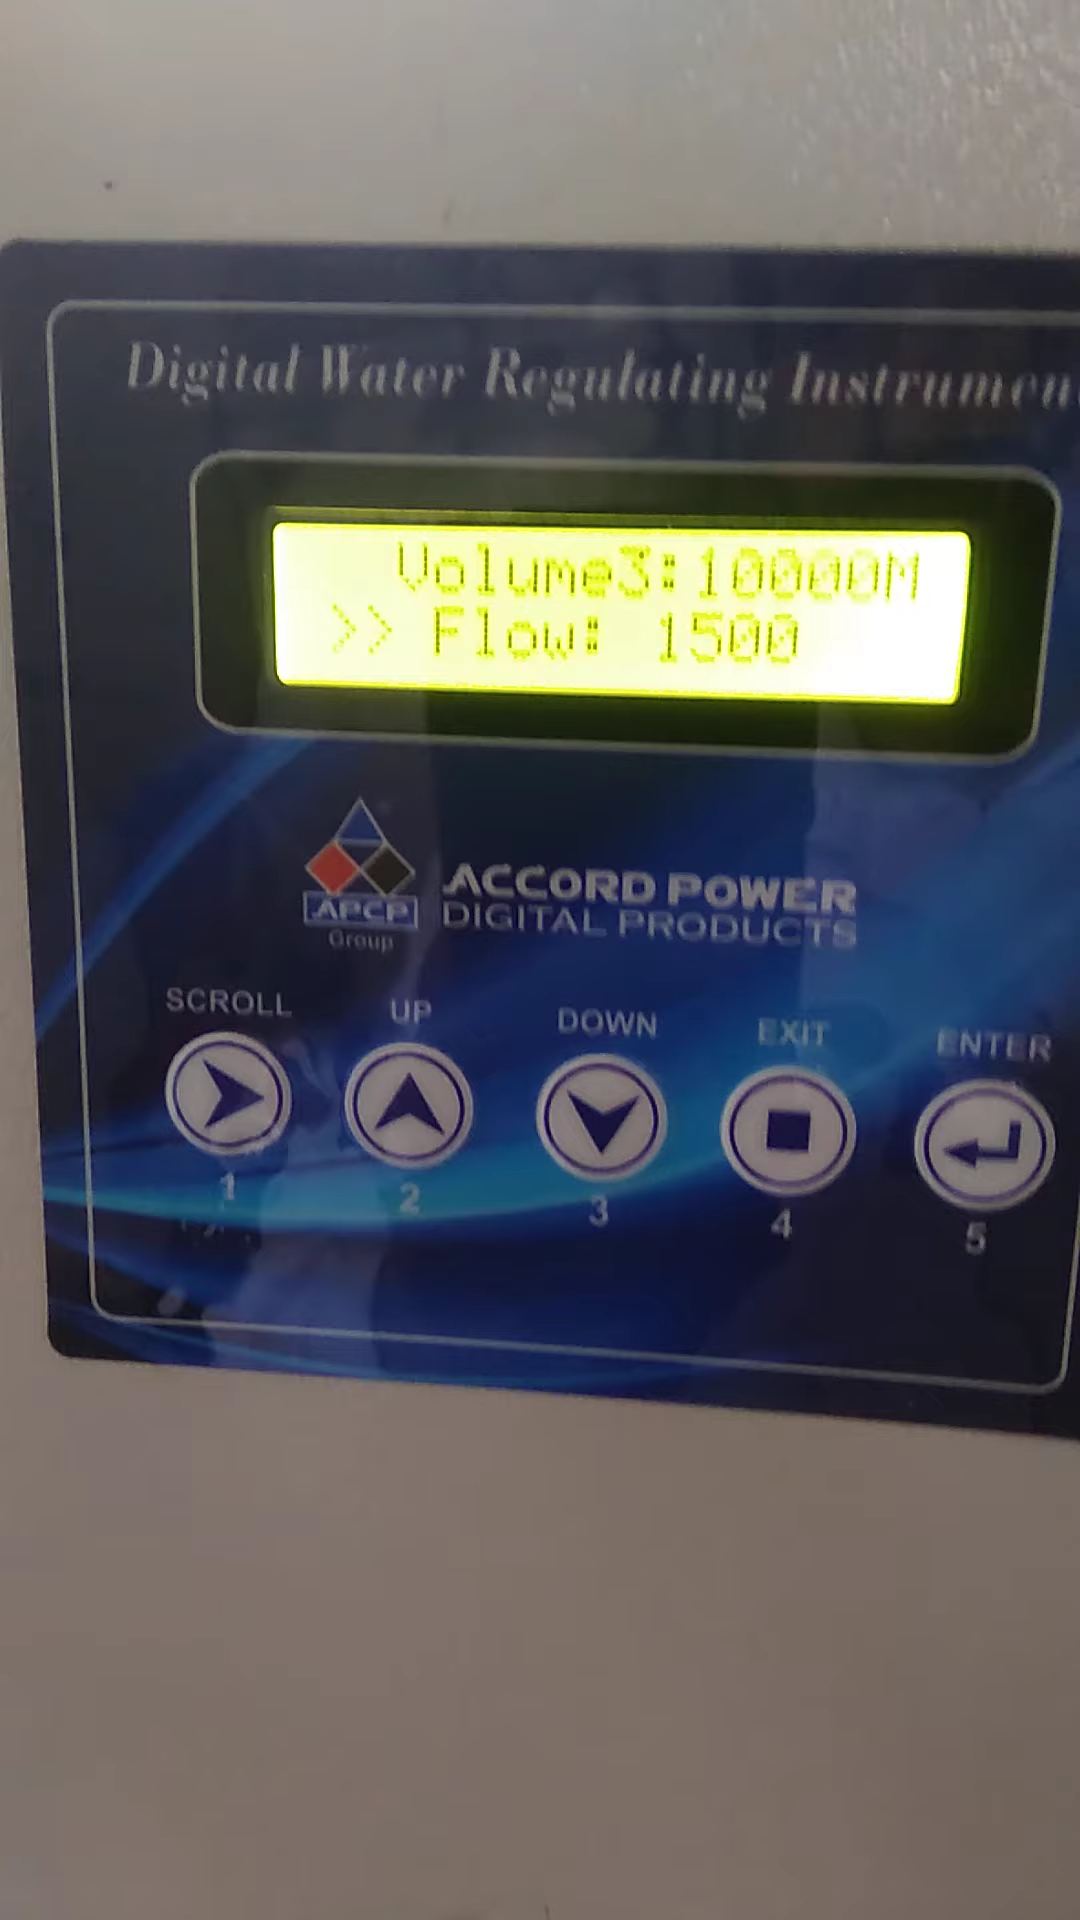 Digital Water Regulating Instrumen
Volume3:10000M
>> Flow: 1500
APCP
Group
ACCORD POWER
DIGITAL PRODUCTS
SCROLL UP DOWN EXIT ENTER
1 2 3 4 5